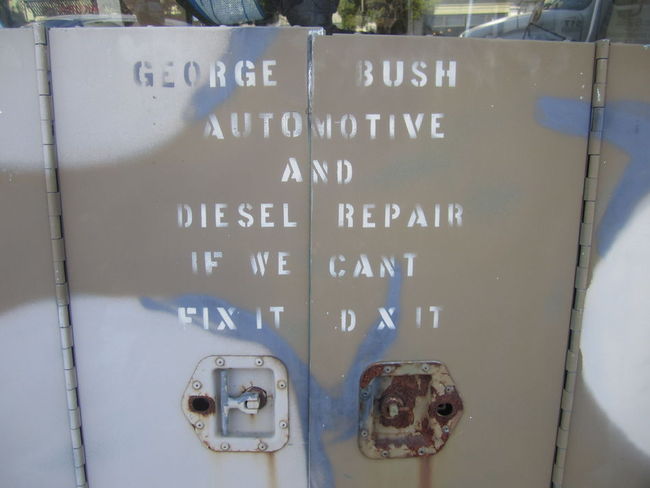 GEORGE BUSH
AUTOMOTIVE
AND
DIESEL REPAIR
IF WE CANT
FIX IT D X IT